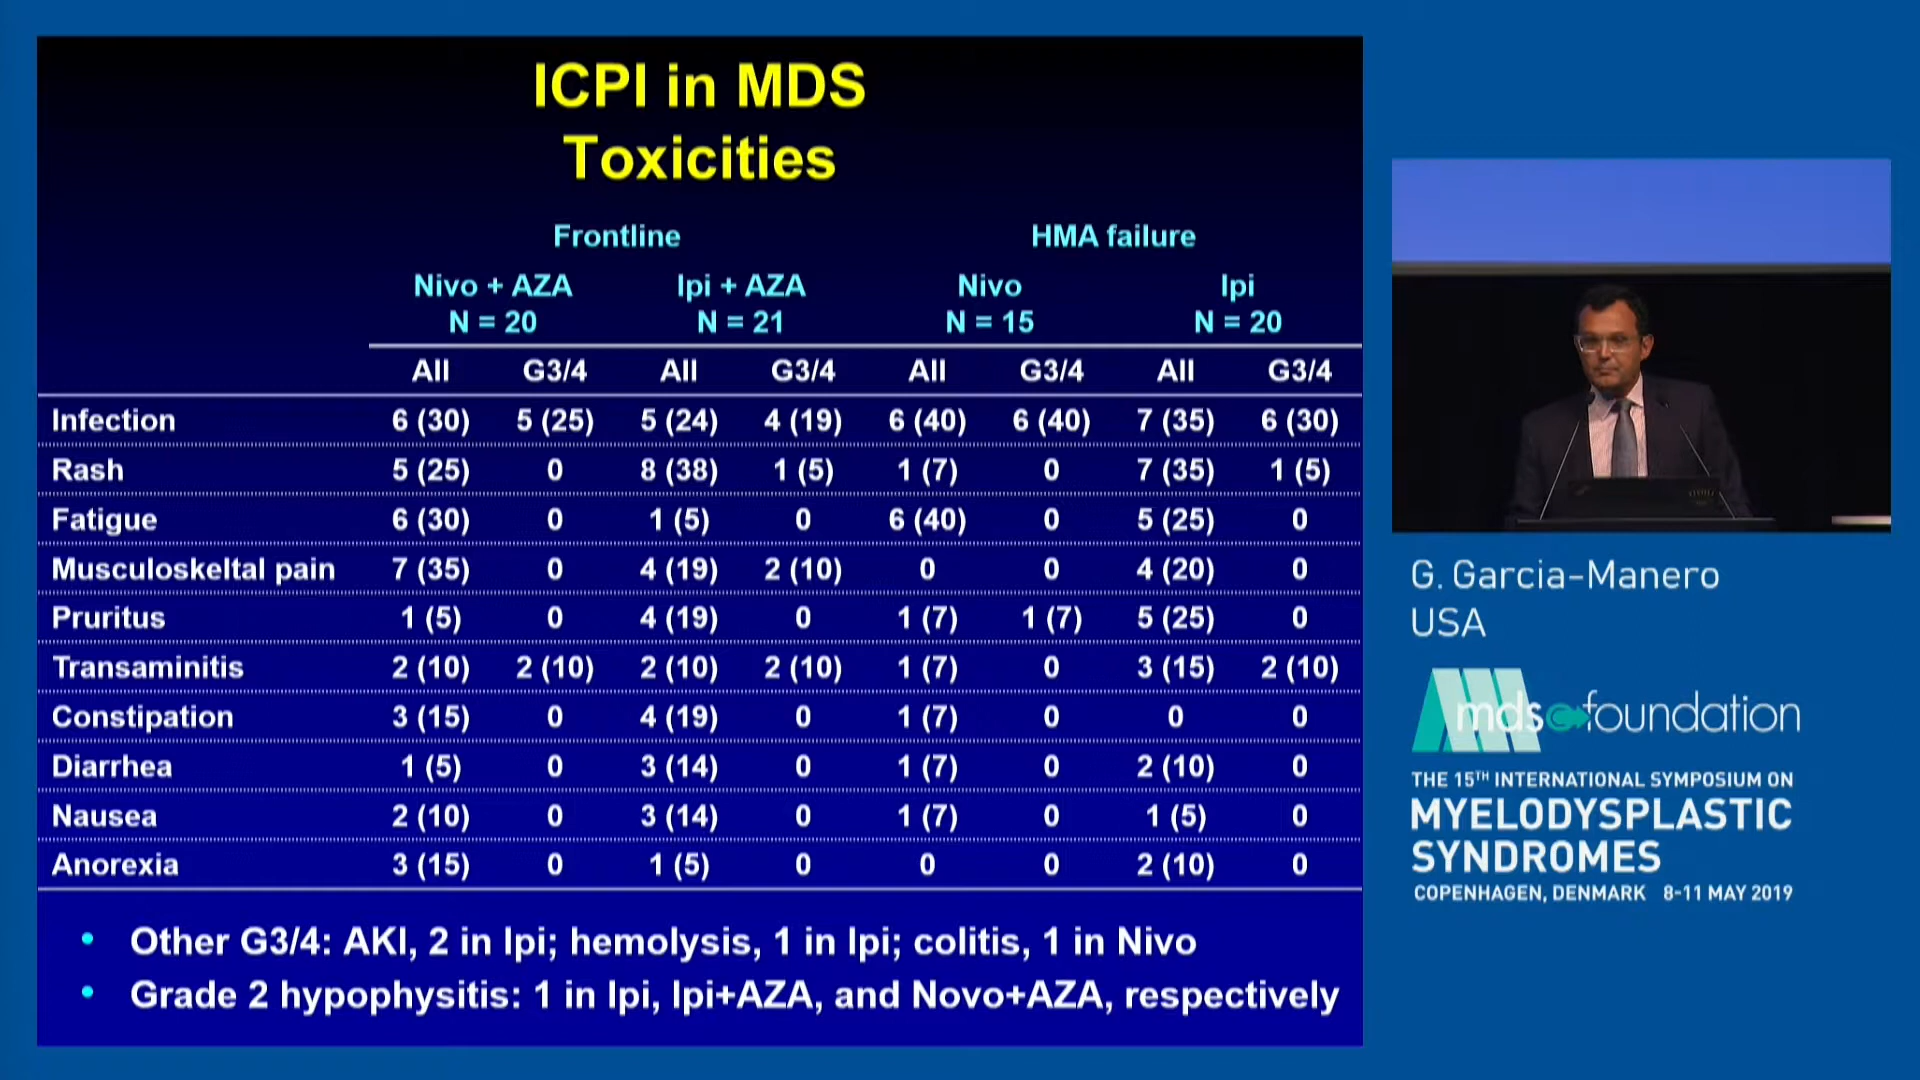 ICPI in MDS
Toxicities
Frontline HMA failure
Nivo + AZA Ipi + AZA Nivo Ipi
N = 20 N = 21 N = 15 N = 20
All G3/4 All G3/4 All G3/4 All G3/4
Infection 6 (30) 5 (25) 5 (24) 4 (19) 6 (40) 6 (40) 7 (35) 6 (30)
Rash 5 (25) 0 8 (38) 1 (5) 1 (7) 0 7 (35) 1 (5)
Fatigue 6 (30) 0 1 (5) 0 6 (40) 0 5 (25) 0
Musculoskeltal pain 7 (35) 0 4 (19) 2 (10) 0 0 4 (20) 0
Pruritus 1 (5) 0 4 (19) 0 1 (7) 1 (7) 5 (25) 0
Transaminitis 2 (10) 2 (10) 2 (10) 2 (10) 1 (7) 0 3 (15) 2 (10)
Constipation 3 (15) 0 4 (19) 0 1 (7) 0 0 0
Diarrhea 1 (5) 0 3 (14) 0 1 (7) 0 2 (10) 0
Nausea 2 (10) 0 3 (14) 0 1 (7) 0 1 (5) 0
Anorexia 3 (15) 0 1 (5) 0 0 0 2 (10) 0
• Other G3/4: AKI, 2 in Ipi; hemolysis, 1 in Ipi; colitis, 1 in Nivo
• Grade 2 hypophysitis: 1 in Ipi, Ipi+AZA, and Novo+AZA, respectively
G. Garcia-Manero
USA
mds foundation
THE 15TH INTERNATIONAL SYMPOSIUM ON
MYELODYSPLASTIC
SYNDROMES
COPENHAGEN, DENMARK 8-11 MAY 2019